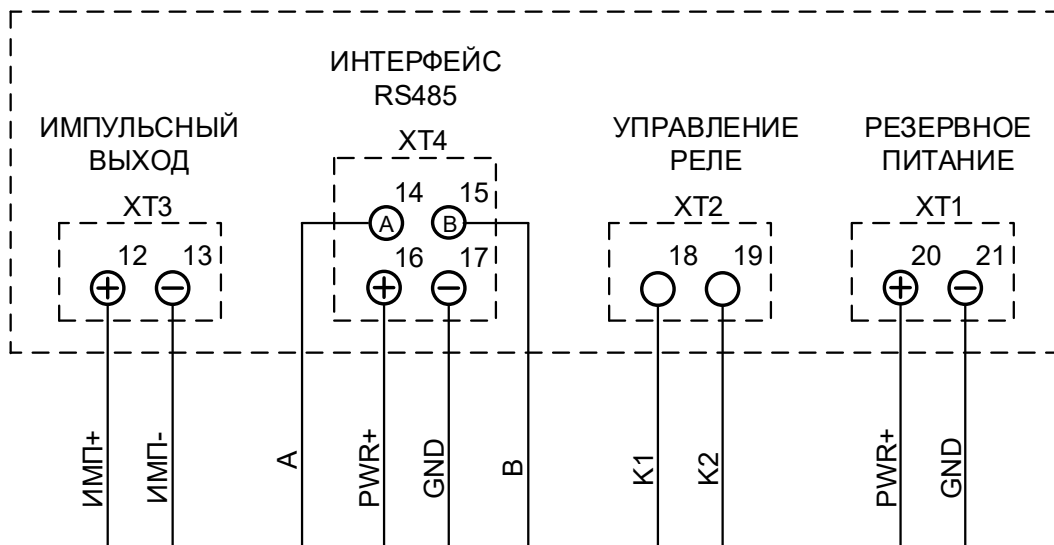 ИМПУЛЬСНЫЙ
ВЫХОД
XT3
12 13
ИМП+
ИМП-
ИНТЕРФЕЙС
RS485
XT4
14 15
A B
16 17
A
PWR+
GND
B
УПРАВЛЕНИЕ
РЕЛЕ
XT2
18 19
K1
K2
РЕЗЕРВНОЕ
ПИТАНИЕ
XT1
20 21
PWR+
GND